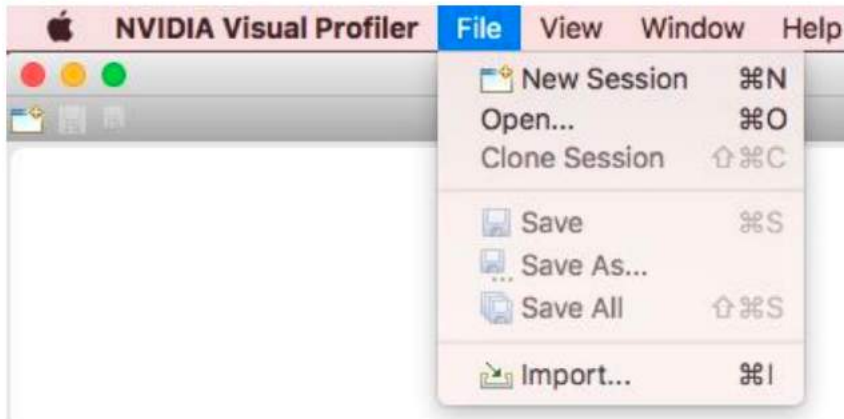 NVIDIA Visual Profiler File View Window Help
New Session ⌘N
Open... ⌘O
Clone Session ⇧⌘C
Save ⌘S
Save As...
Save All ⇧⌘S
Import... ⌘I